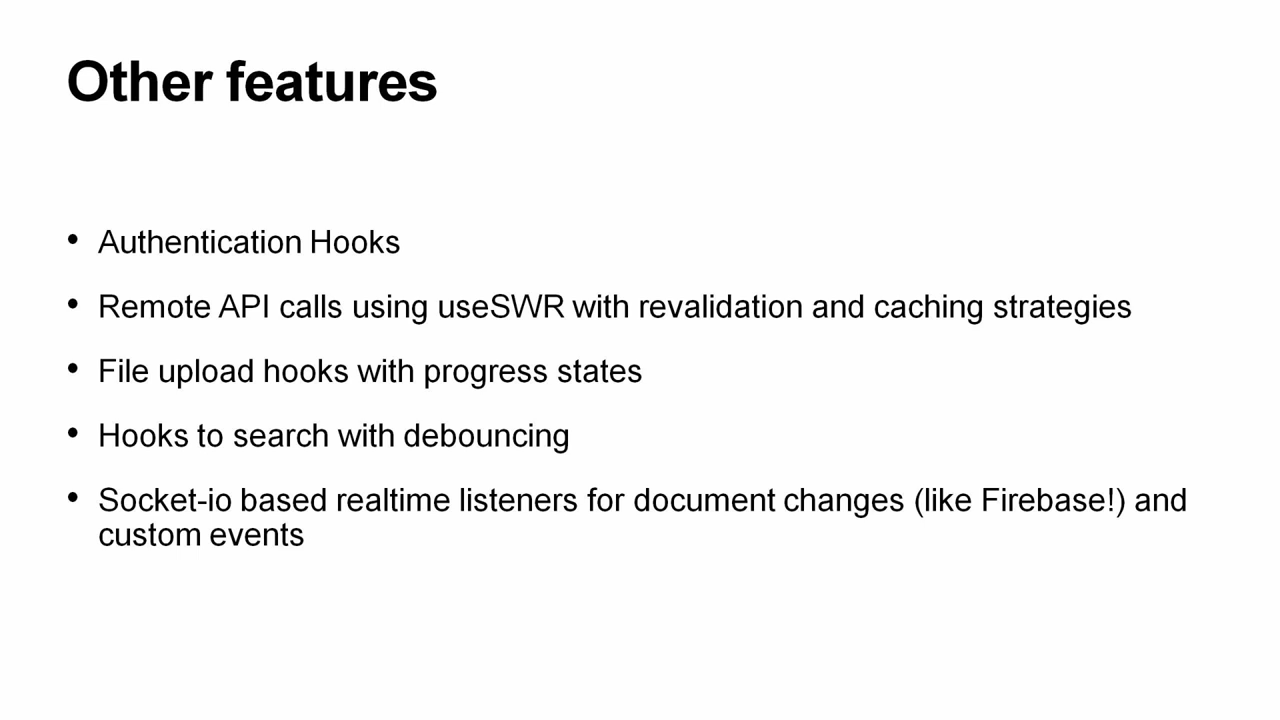 Other features
• Authentication Hooks
• Remote API calls using useSWR with revalidation and caching strategies
• File upload hooks with progress states
• Hooks to search with debouncing
• Socket-io based realtime listeners for document changes (like Firebase!) and
custom events